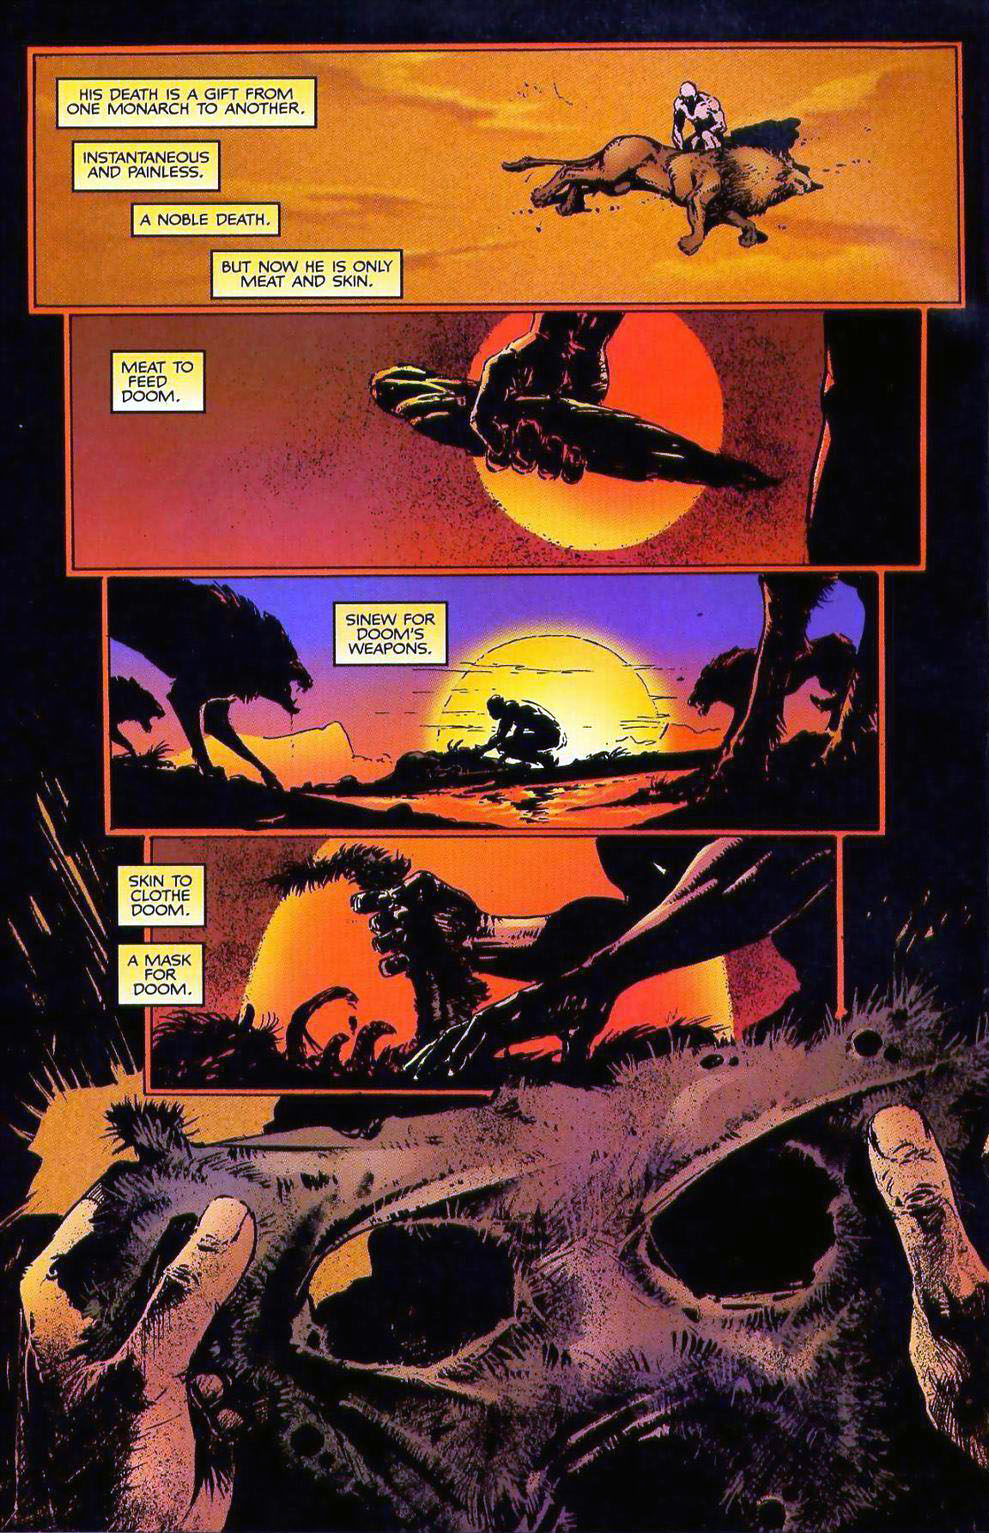 HIS DEATH IS A GIFT FROM
ONE MONARCH TO ANOTHER.
INSTANTANEOUS
AND PAINLESS.
A NOBLE DEATH.
BUT NOW HE IS ONLY
MEAT AND SKIN.
MEAT TO
FEED
DOOM.
SINEW FOR
DOOM'S
WEAPONS.
SKIN TO
CLOTHE
DOOM.
A MASK
FOR
DOOM.